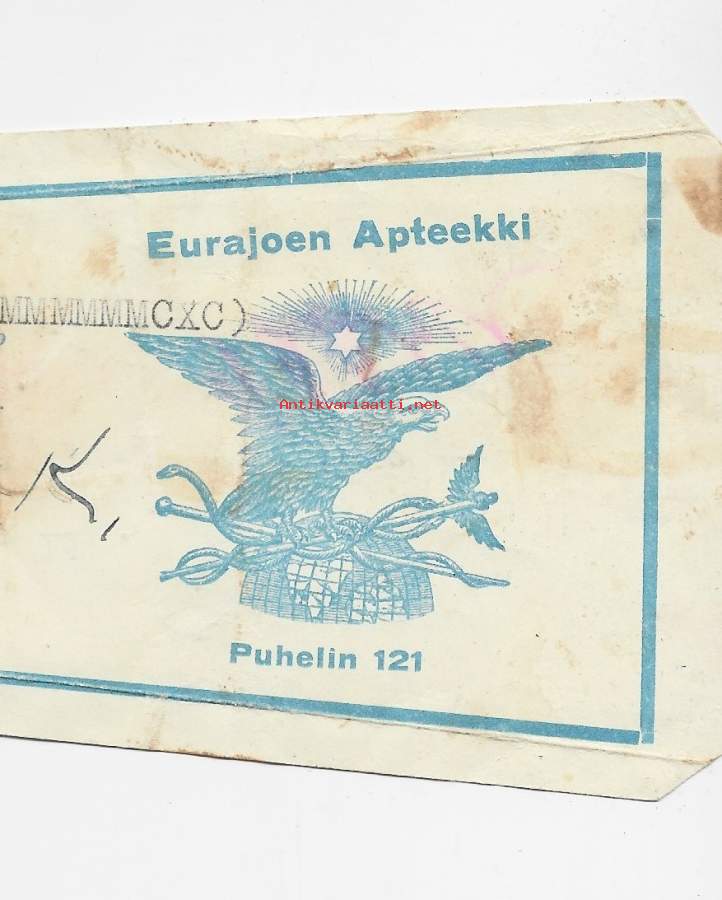 Eurajoen Apteekki
MMMMMMMCXC)
Antikvariaatti.net
K,
Puhelin 121